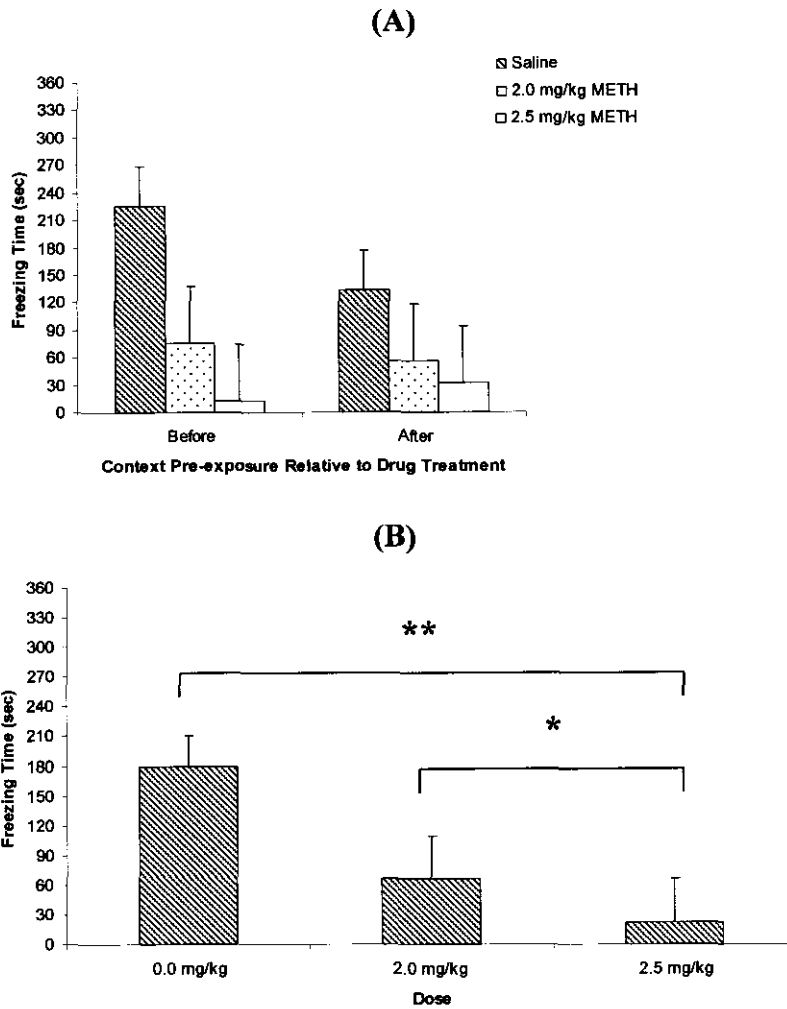 (A)
Saline
2.0 mg/kg METH
2.5 mg/kg METH
360
330
300
270
240
210
180
150
120
90
60
30
0
Freezing Time (sec)
Before
After
Context Pre-exposure Relative to Drug Treatment
(B)
360
330
300
270
240
210
180
150
120
90
60
30
0
Freezing Time (sec)
**
*
0.0 mg/kg
2.0 mg/kg
2.5 mg/kg
Dose